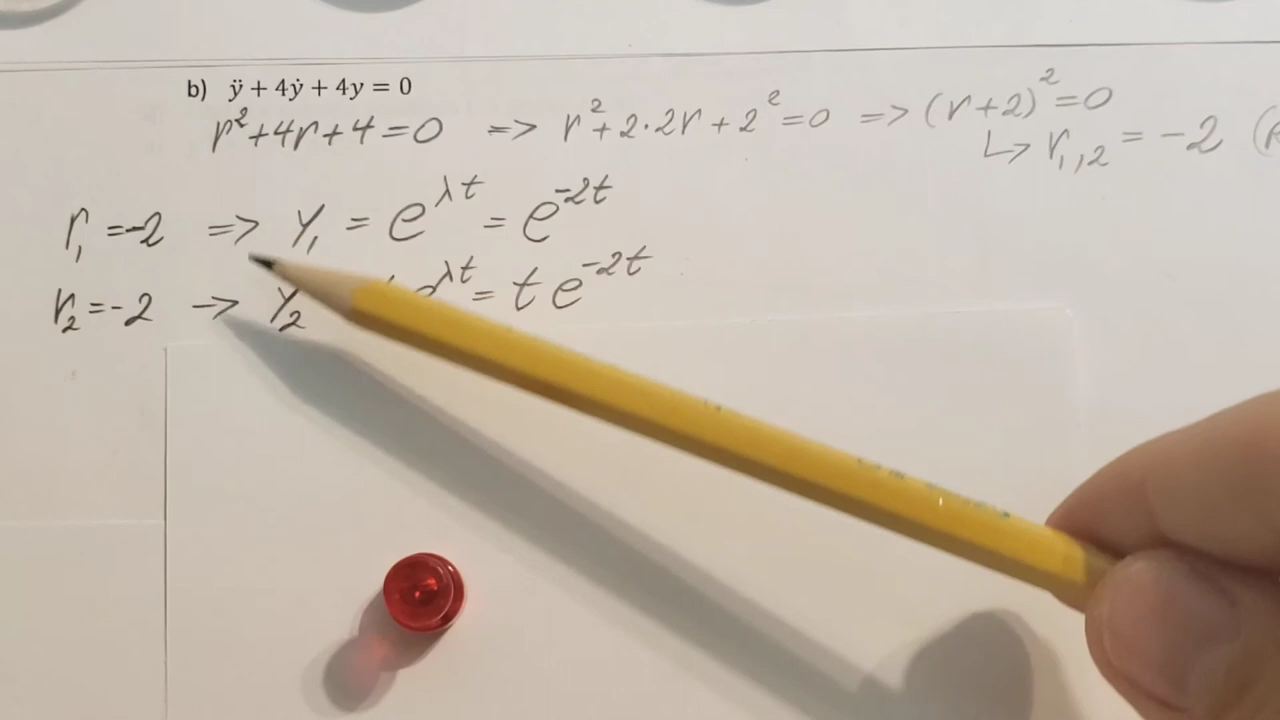 b) ÿ + 4ẏ + 4y = 0
r²+4r+4=0 => r²+2·2r+2²=0 => (r+2)²=0
↳ r₁,₂ = -2
r₁ =-2 => y₁ = e^λt = e^-2t
r₂=-2 → y₂ e^λt = t e^-2t